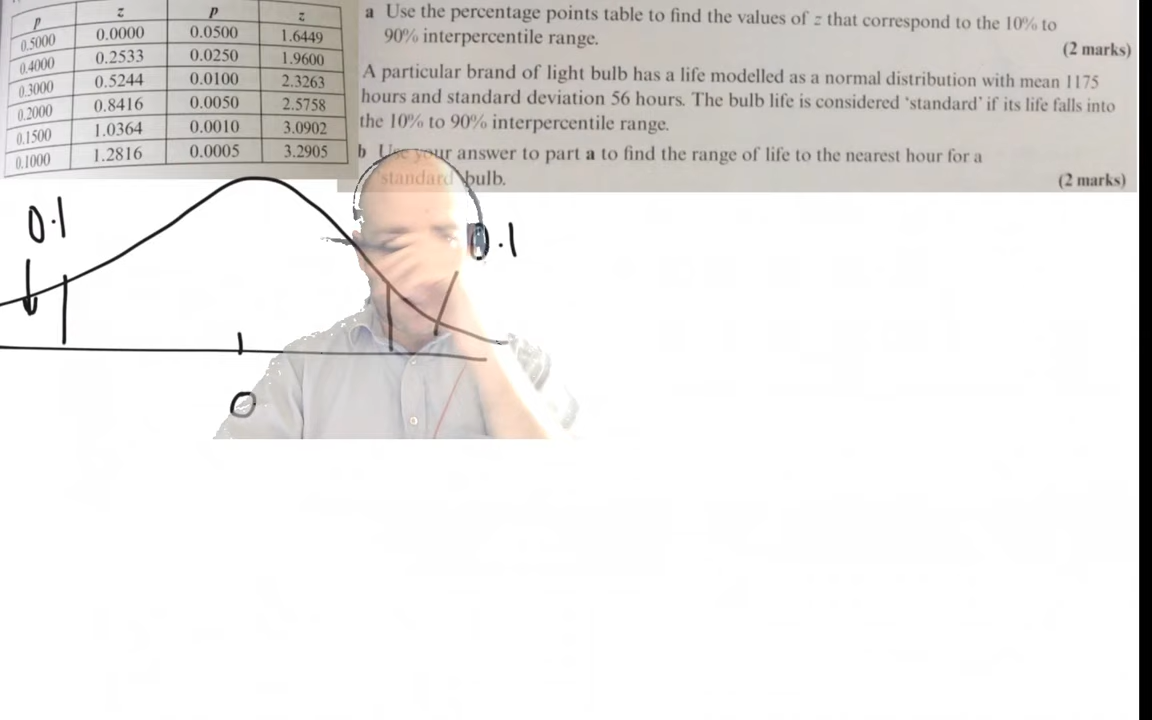 p z p z
0.5000 0.0000 0.0500 1.6449
0.4000 0.2533 0.0250 1.9600
0.3000 0.5244 0.0100 2.3263
0.2000 0.8416 0.0050 2.5758
0.1500 1.0364 0.0010 3.0902
0.1000 1.2816 0.0005 3.2905
a Use the percentage points table to find the values of z that correspond to the 10% to
90% interpercentile range.
(2 marks)
A particular brand of light bulb has a life modelled as a normal distribution with mean 1175
hours and standard deviation 56 hours. The bulb life is considered 'standard' if its life falls into
the 10% to 90% interpercentile range.
b Use your answer to part a to find the range of life to the nearest hour for a
'standard' bulb.
(2 marks)
0.1
0.1
0